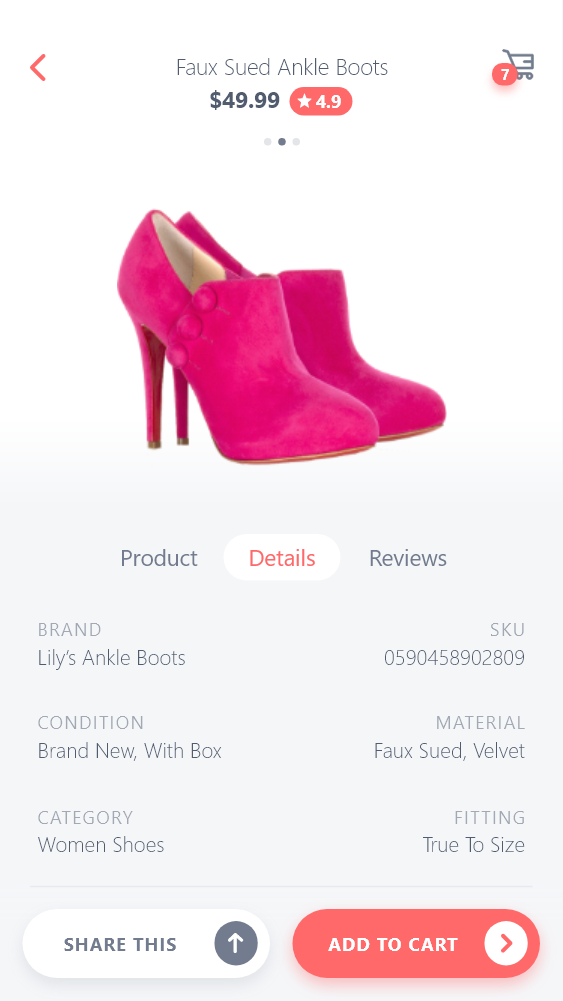 Faux Sued Ankle Boots
$49.99 ★ 4.9
7
Product Details Reviews
BRAND SKU
Lily's Ankle Boots 0590458902809
CONDITION MATERIAL
Brand New, With Box Faux Sued, Velvet
CATEGORY FITTING
Women Shoes True To Size
SHARE THIS ADD TO CART